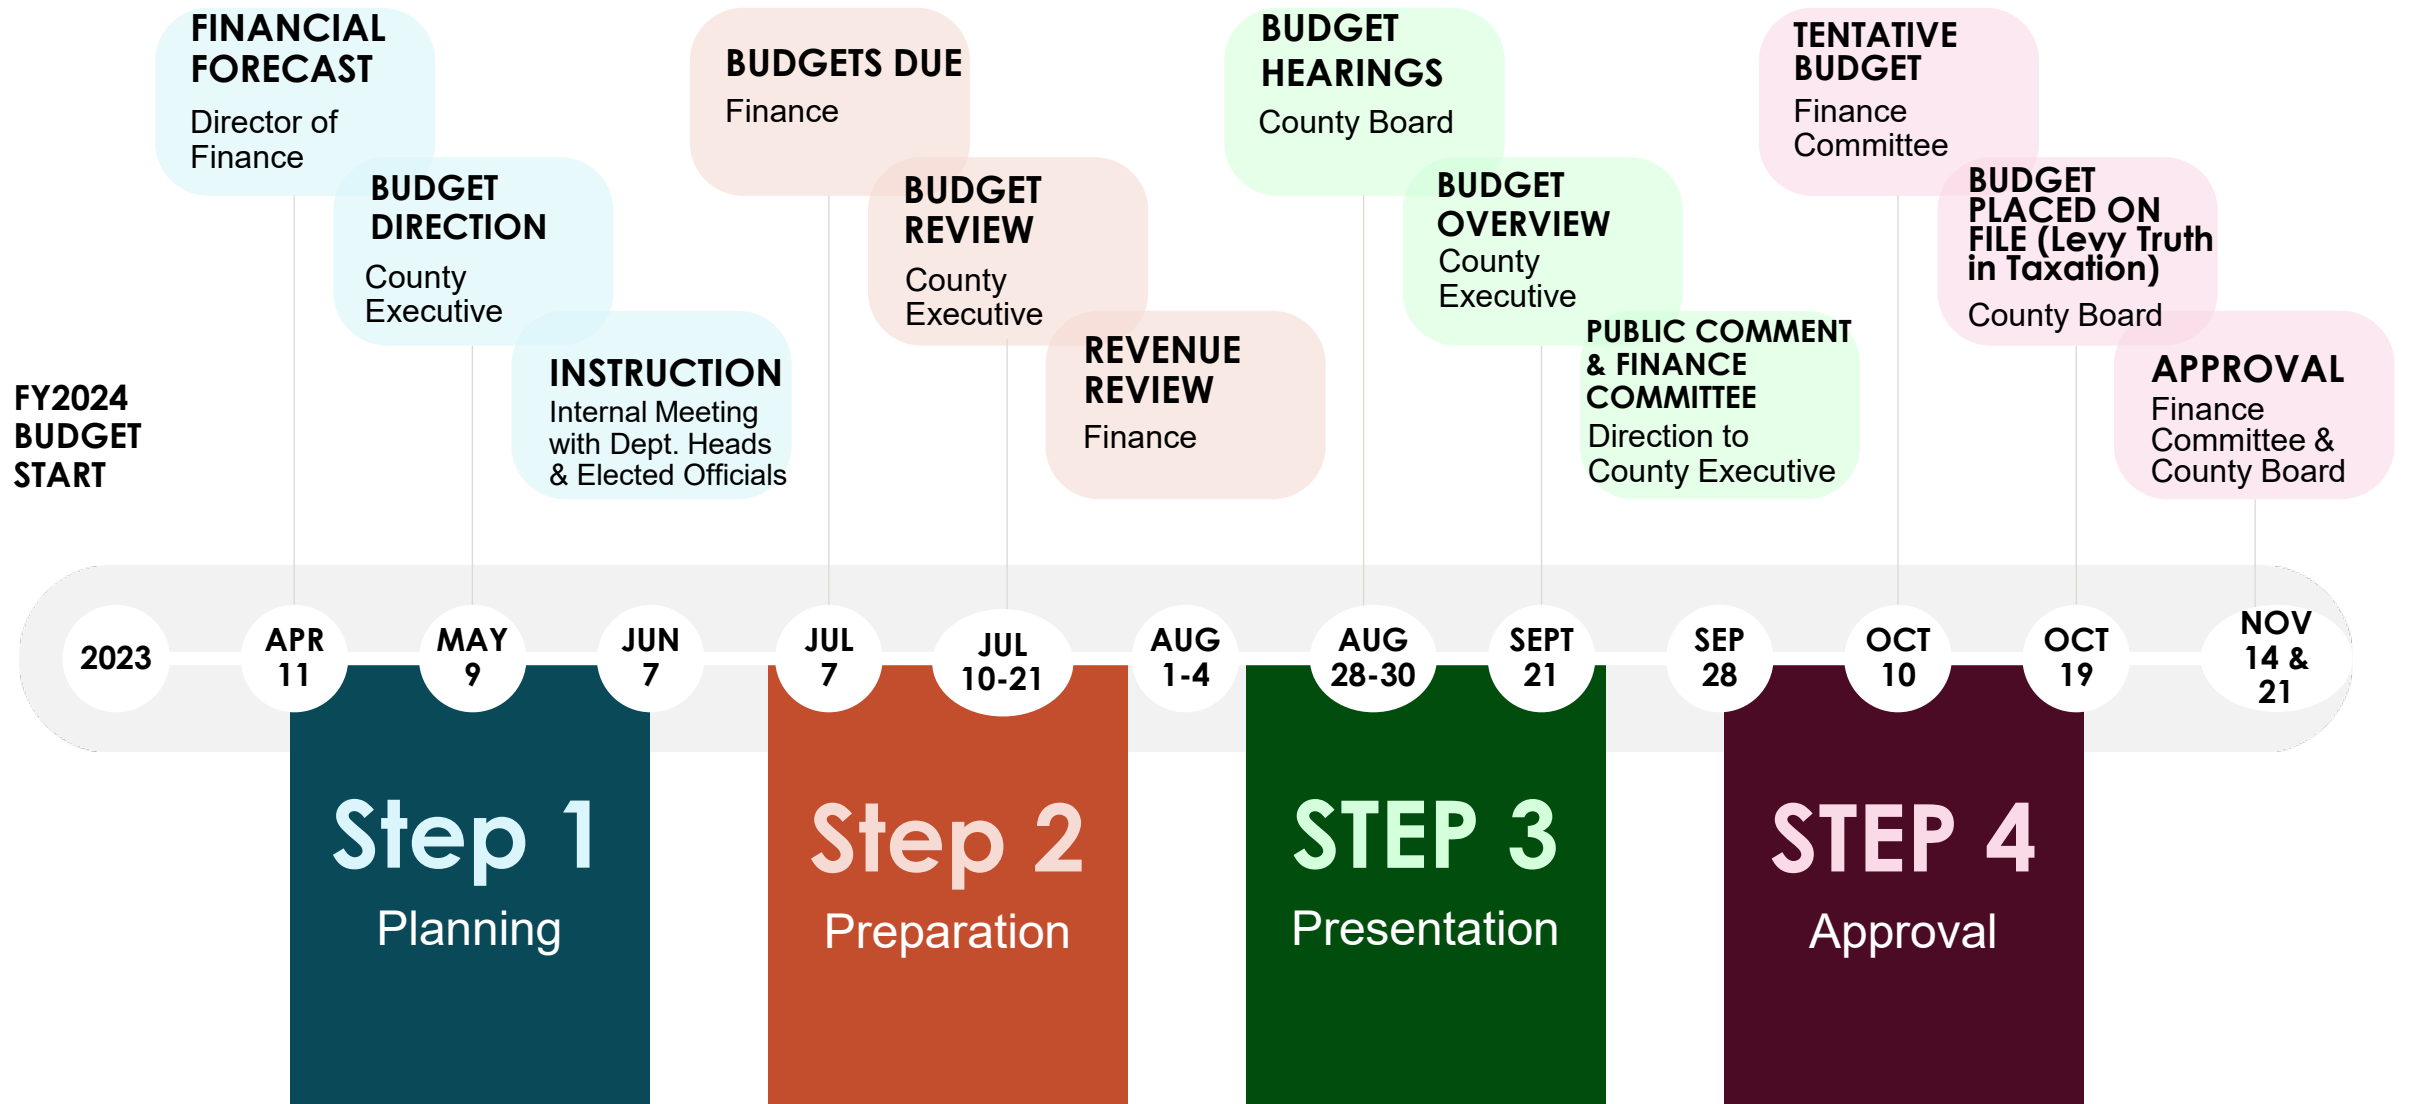 FINANCIAL
FORECAST
Director of
Finance
BUDGET
DIRECTION
County
Executive
INSTRUCTION
Internal Meeting
with Dept. Heads
& Elected Officials
BUDGETS DUE
Finance
BUDGET
REVIEW
County
Executive
REVENUE
REVIEW
Finance
BUDGET
HEARINGS
County Board
BUDGET
OVERVIEW
County
Executive
PUBLIC COMMENT
& FINANCE
COMMITTEE
Direction to
County Executive
TENTATIVE
BUDGET
Finance
Committee
BUDGET
PLACED ON
FILE (Levy Truth
in Taxation)
County Board
APPROVAL
Finance
Committee &
County Board
FY2024
BUDGET
START
2023
APR
11
MAY
9
JUN
7
JUL
7
JUL
10-21
AUG
1-4
AUG
28-30
SEPT
21
SEP
28
OCT
10
OCT
19
NOV
14 &
21
Step 1
Planning
Step 2
Preparation
STEP 3
Presentation
STEP 4
Approval